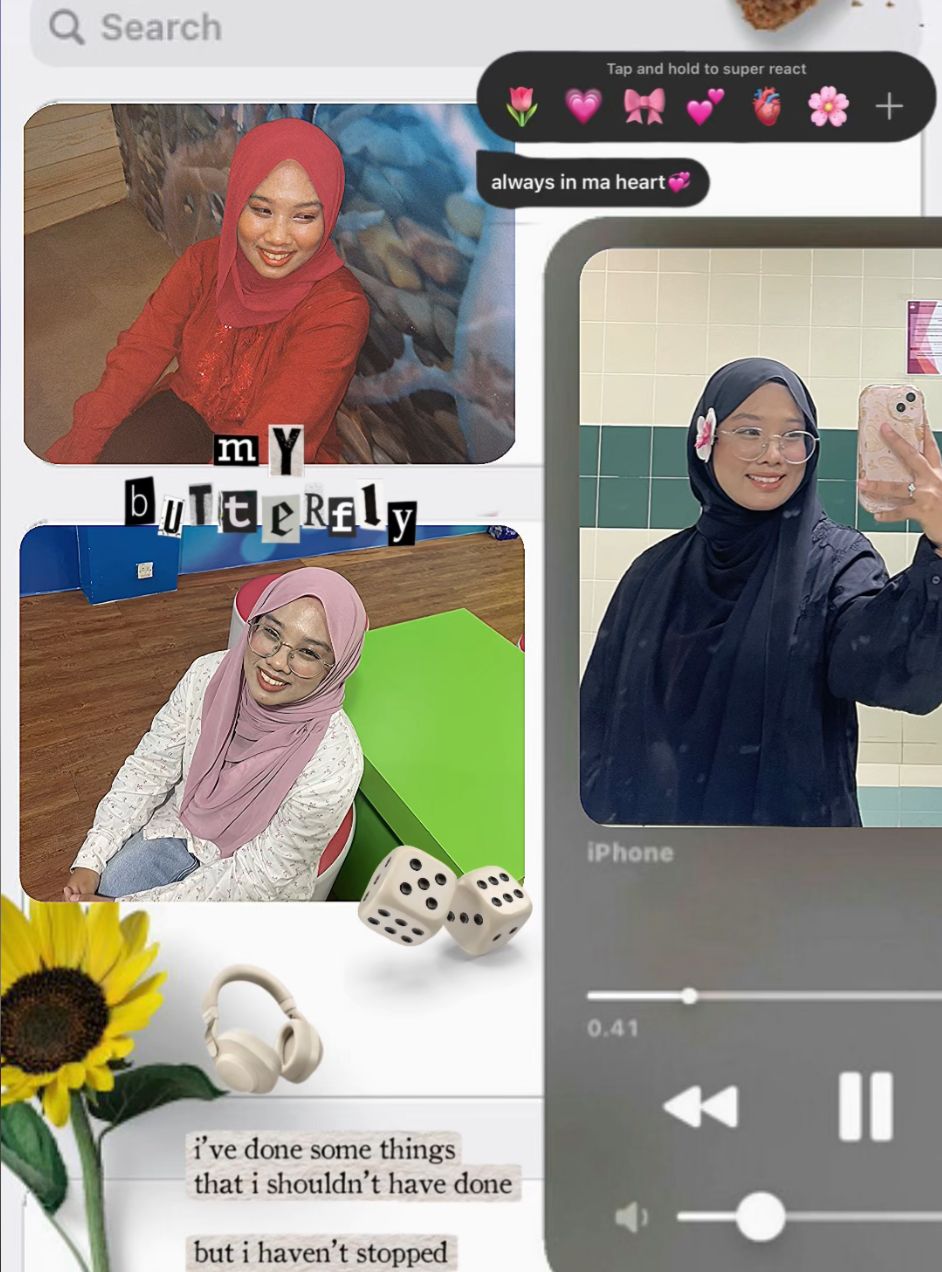 Search
Tap and hold to super react
always in ma heart💞
mY
buTtERfly
iPhone
0.41
i've done some things
that i shouldn't have done
but i haven't stopped